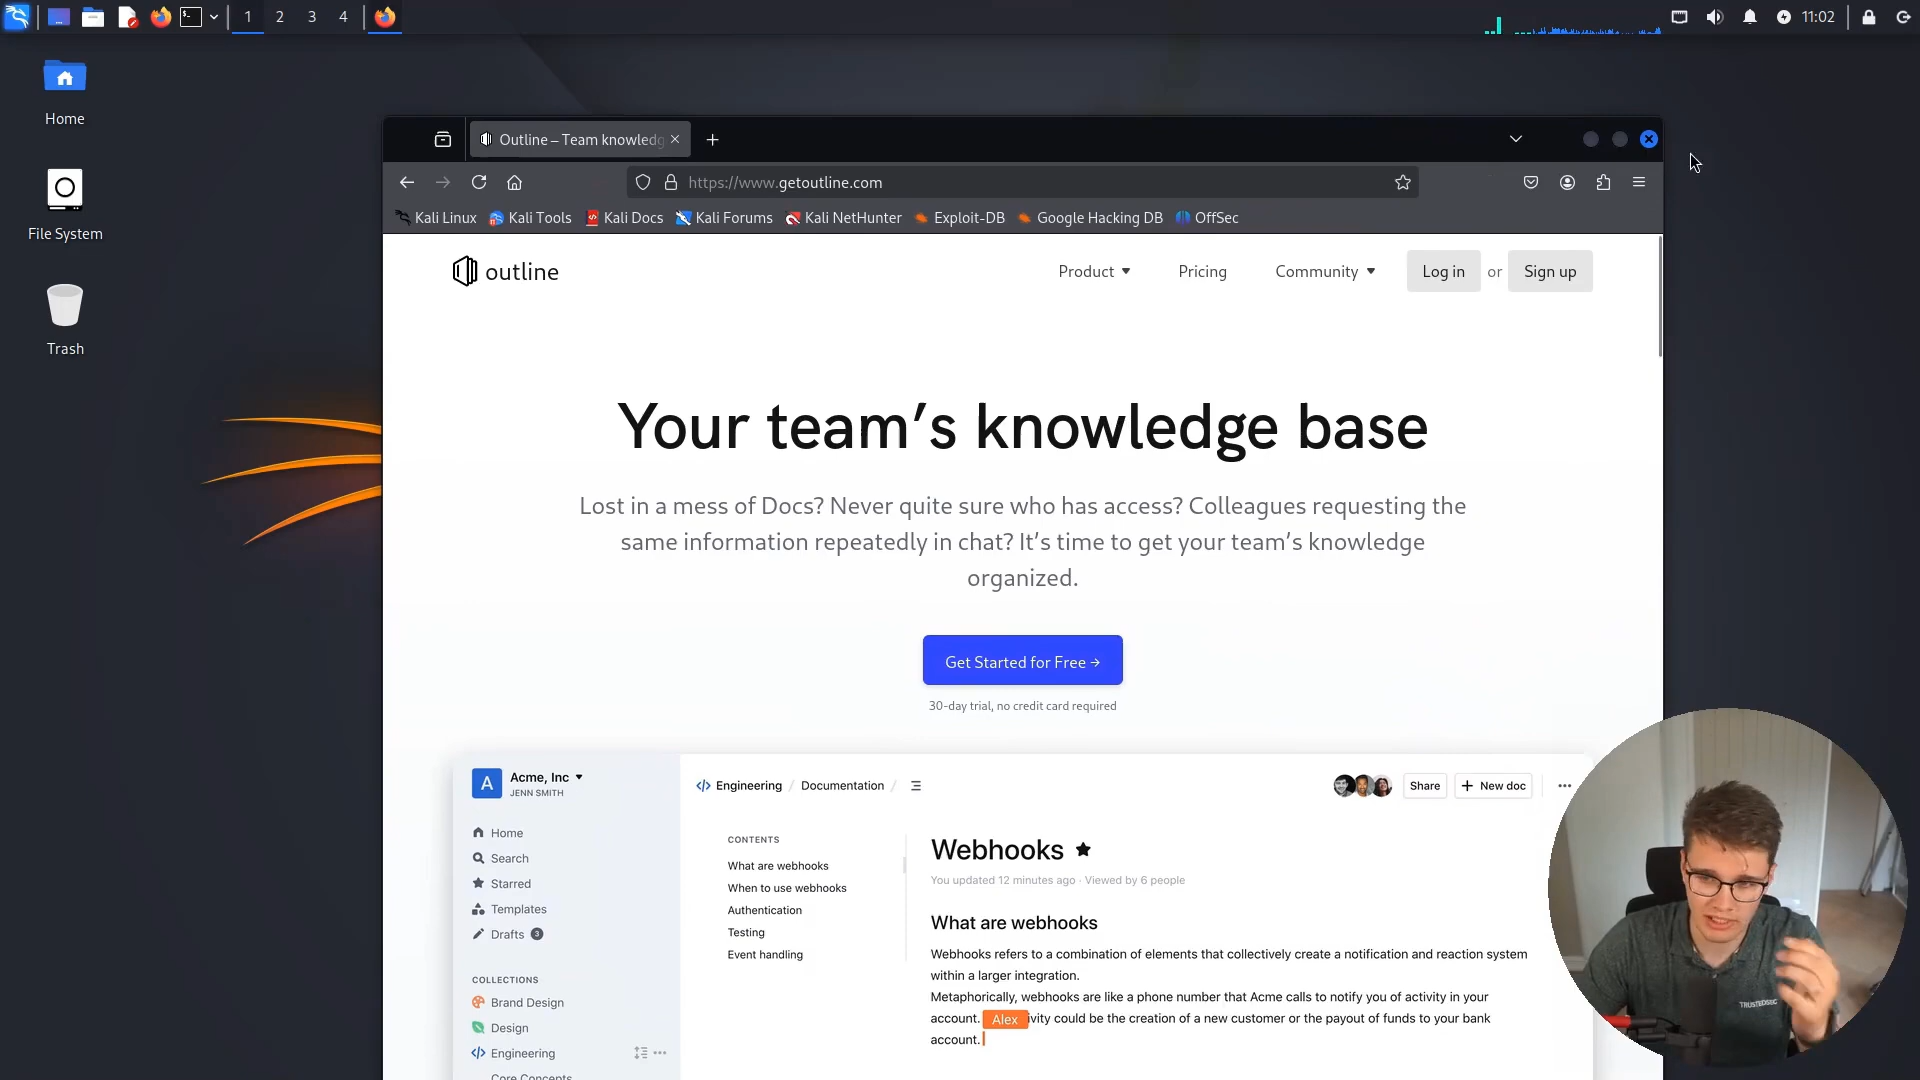 1 2 3 4
11:02
Home
File System
Trash
Outline – Team knowledg
https://www.getoutline.com
Kali Linux Kali Tools Kali Docs Kali Forums Kali NetHunter Exploit-DB Google Hacking DB OffSec
outline
Product Pricing Community Log in or Sign up
Your team’s knowledge base
Lost in a mess of Docs? Never quite sure who has access? Colleagues requesting the
same information repeatedly in chat? It’s time to get your team’s knowledge
organized.
Get Started for Free →
30-day trial, no credit card required
A Acme, Inc
JENN SMITH
Home
Search
Starred
Templates
Drafts 3
COLLECTIONS
Brand Design
Design
Engineering
Core Concepts
Engineering / Documentation /
Share + New doc
CONTENTS
What are webhooks
When to use webhooks
Authentication
Testing
Event handling
Webhooks
You updated 12 minutes ago · Viewed by 6 people
What are webhooks
Webhooks refers to a combination of elements that collectively create a notification and reaction system
within a larger integration.
Metaphorically, webhooks are like a phone number that Acme calls to notify you of activity in your
account. Alex ivity could be the creation of a new customer or the payout of funds to your bank
account.
TRUSTEDSEC